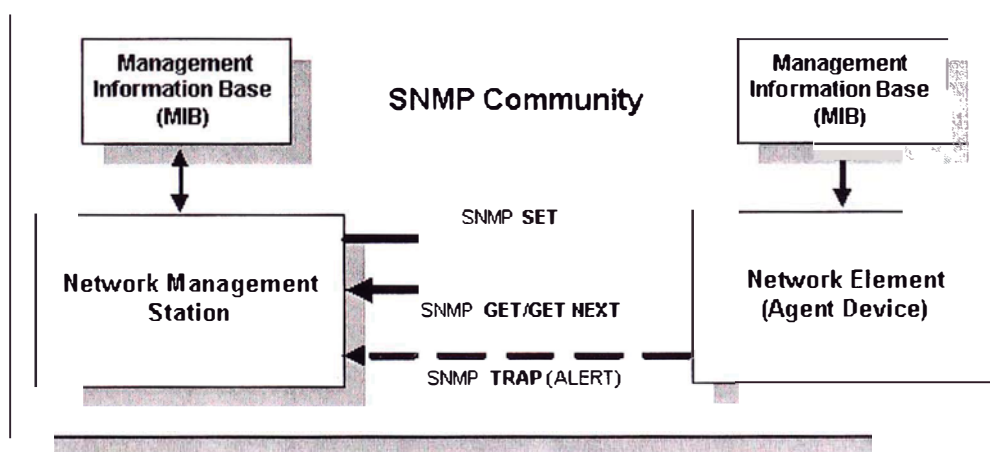 Management
Information Base
(MIB)
SNMP Community
Management
Information Base
(MIB)
SNMP SET
Network Management
Station
SNMP GET/GET NEXT
Network Element
(Agent Device)
SNMP TRAP (ALERT)